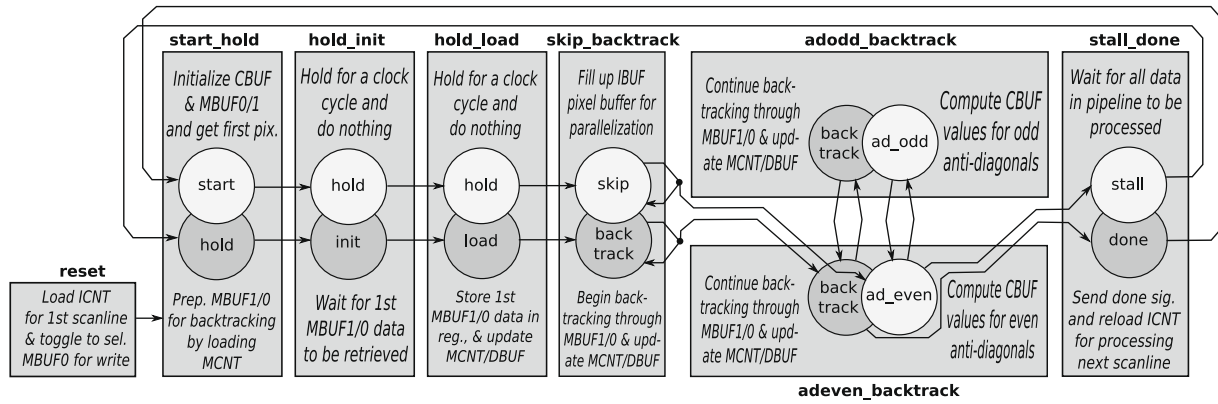 start_hold
Initialize CBUF
& MBUF0/1
and get first pix.
start
hold
Prep. MBUF1/0
for backtracking
by loading
MCNT
reset
Load ICNT
for 1st scanline
& toggle to sel.
MBUF0 for write
hold_init
Hold for a clock
cycle and
do nothing
hold
init
Wait for 1st
MBUF1/0 data
to be retrieved
hold_load
Hold for a clock
cycle and
do nothing
hold
load
Store 1st
MBUF1/0 data in
reg., & update
MCNT/DBUF
skip_backtrack
Fill up IBUF
pixel buffer for
parallelization
skip
back
track
Begin back-
tracking through
MBUF1/0 & upd-
ate MCNT/DBUF
adodd_backtrack
Continue back-
tracking through
MBUF1/0 & upd-
ate MCNT/DBUF
back
track
ad_odd
Compute CBUF
values for odd
anti-diagonals
Continue back-
tracking through
MBUF1/0 & upd-
ate MCNT/DBUF
back
track
ad_even
Compute CBUF
values for even
anti-diagonals
adeven_backtrack
stall_done
Wait for all data
in pipeline to be
processed
stall
done
Send done sig.
and reload ICNT
for processing
next scanline